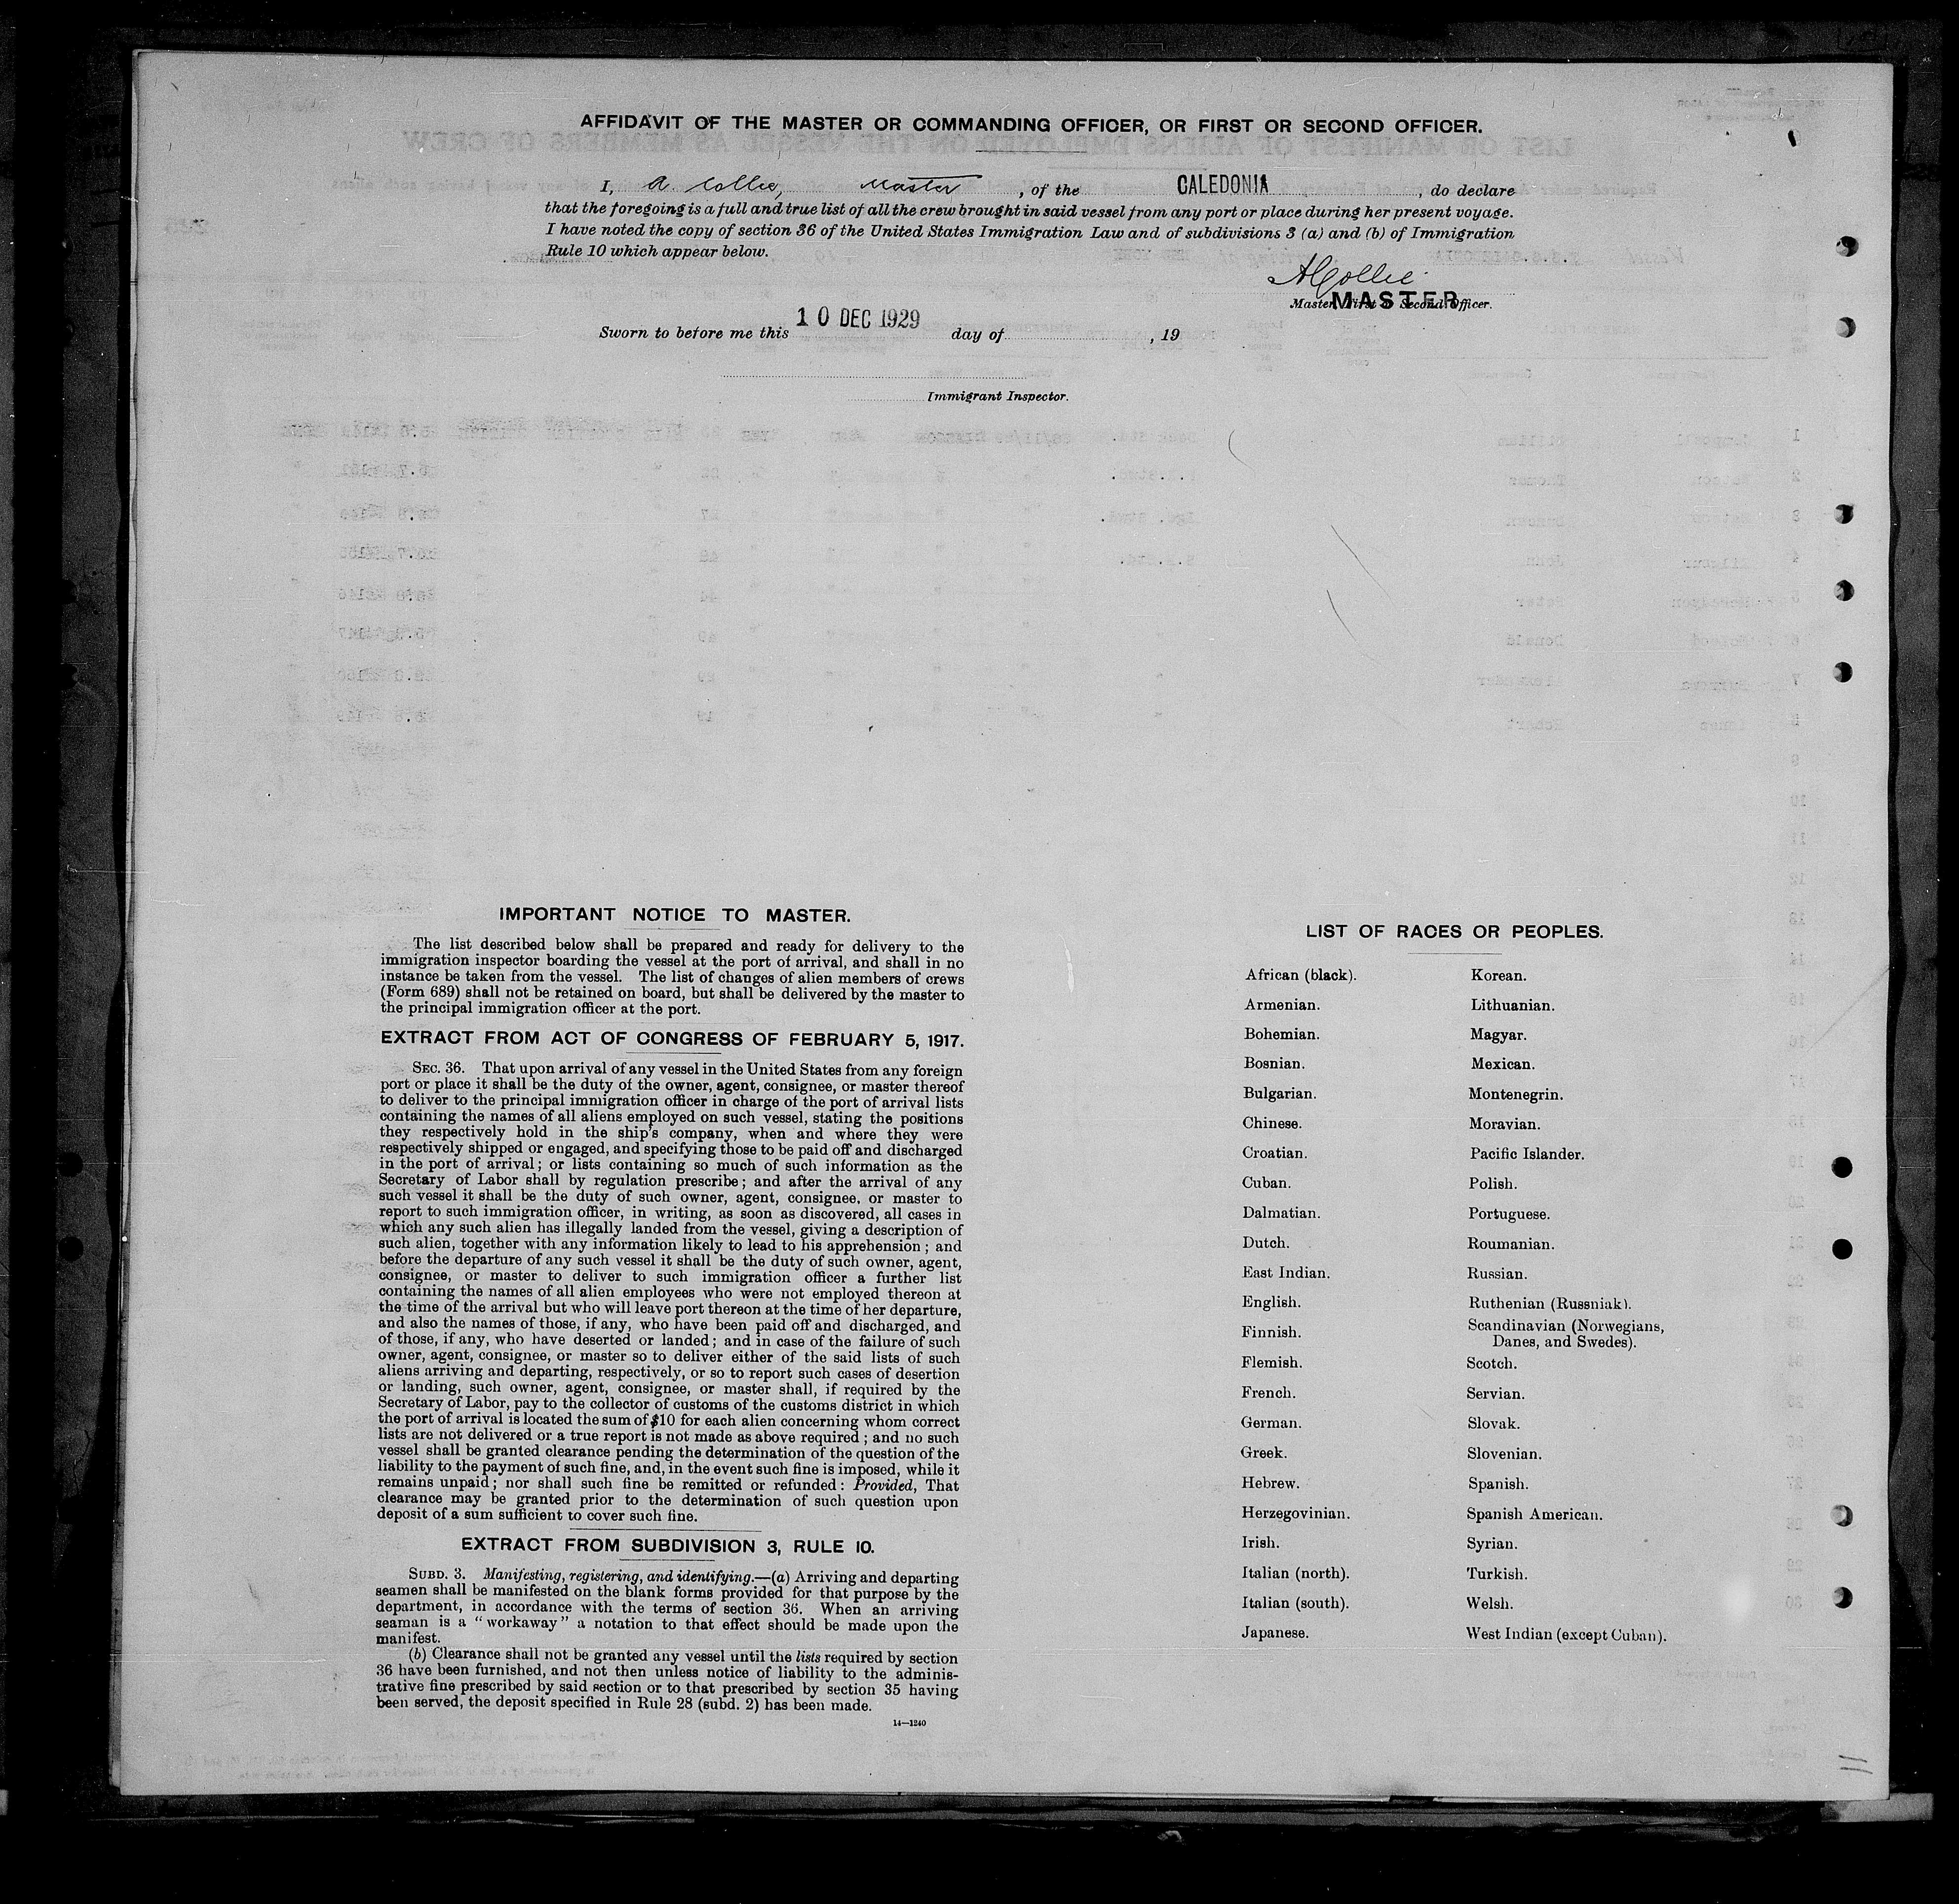 AFFIDAVIT OF THE MASTER OR COMMANDING OFFICER, OR FIRST OR SECOND OFFICER.
I, A. Collie, Master, of the CALEDONIA, do declare
that the foregoing is a full and true list of all the crew brought in said vessel from any port or place during her present voyage.
I have noted the copy of section 36 of the United States Immigration Law and of subdivisions 3 (a) and (b) of Immigration
Rule 10 which appear below.
A Collie
MASTER
Master, First or Second Officer.
Sworn to before me this 10 DEC 1929 day of , 19
Immigrant Inspector.
IMPORTANT NOTICE TO MASTER.
The list described below shall be prepared and ready for delivery to the
immigration inspector boarding the vessel at the port of arrival, and shall in no
instance be taken from the vessel. The list of changes of alien members of crews
(Form 689) shall not be retained on board, but shall be delivered by the master to
the principal immigration officer at the port.
EXTRACT FROM ACT OF CONGRESS OF FEBRUARY 5, 1917.
SEC. 36. That upon arrival of any vessel in the United States from any foreign
port or place it shall be the duty of the owner, agent, consignee, or master thereof
to deliver to the principal immigration officer in charge of the port of arrival lists
containing the names of all aliens employed on such vessel, stating the positions
they respectively hold in the ship's company, when and where they were
respectively shipped or engaged, and specifying those to be paid off and discharged
in the port of arrival; or lists containing so much of such information as the
Secretary of Labor shall by regulation prescribe; and after the arrival of any
such vessel it shall be the duty of such owner, agent, consignee, or master to
report to such immigration officer, in writing, as soon as discovered, all cases in
which any such alien has illegally landed from the vessel, giving a description of
such alien, together with any information likely to lead to his apprehension; and
before the departure of any such vessel it shall be the duty of such owner, agent,
consignee, or master to deliver to such immigration officer a further list
containing the names of all alien employees who were not employed thereon at
the time of the arrival but who will leave port thereon at the time of her departure,
and also the names of those, if any, who have been paid off and discharged, and
of those, if any, who have deserted or landed; and in case of the failure of such
owner, agent, consignee, or master so to deliver either of the said lists of such
aliens arriving and departing, respectively, or so to report such cases of desertion
or landing, such owner, agent, consignee, or master shall, if required by the
Secretary of Labor, pay to the collector of customs of the customs district in which
the port of arrival is located the sum of $10 for each alien concerning whom correct
lists are not delivered or a true report is not made as above required; and no such
vessel shall be granted clearance pending the determination of the question of the
liability to the payment of such fine, and, in the event such fine is imposed, while it
remains unpaid; nor shall such fine be remitted or refunded: Provided, That
clearance may be granted prior to the determination of such question upon
deposit of a sum sufficient to cover such fine.
EXTRACT FROM SUBDIVISION 3, RULE 10.
SUBD. 3. Manifesting, registering, and identifying.—(a) Arriving and departing
seamen shall be manifested on the blank forms provided for that purpose by the
department, in accordance with the terms of section 36. When an arriving
seaman is a "workaway" a notation to that effect should be made upon the
manifest.
(b) Clearance shall not be granted any vessel until the lists required by section
36 have been furnished, and not then unless notice of liability to the adminis-
trative fine prescribed by said section or to that prescribed by section 35 having
been served, the deposit specified in Rule 28 (subd. 2) has been made.
14—1240
LIST OF RACES OR PEOPLES.
African (black).
Armenian.
Bohemian.
Bosnian.
Bulgarian.
Chinese.
Croatian.
Cuban.
Dalmatian.
Dutch.
East Indian.
English.
Finnish.
Flemish.
French.
German.
Greek.
Hebrew.
Herzegovinian.
Irish.
Italian (north).
Italian (south).
Japanese.
Korean.
Lithuanian.
Magyar.
Mexican.
Montenegrin.
Moravian.
Pacific Islander.
Polish.
Portuguese.
Roumanian.
Russian.
Ruthenian (Russniak).
Scandinavian (Norwegians,
Danes, and Swedes).
Scotch.
Servian.
Slovak.
Slovenian.
Spanish.
Spanish American.
Syrian.
Turkish.
Welsh.
West Indian (except Cuban).